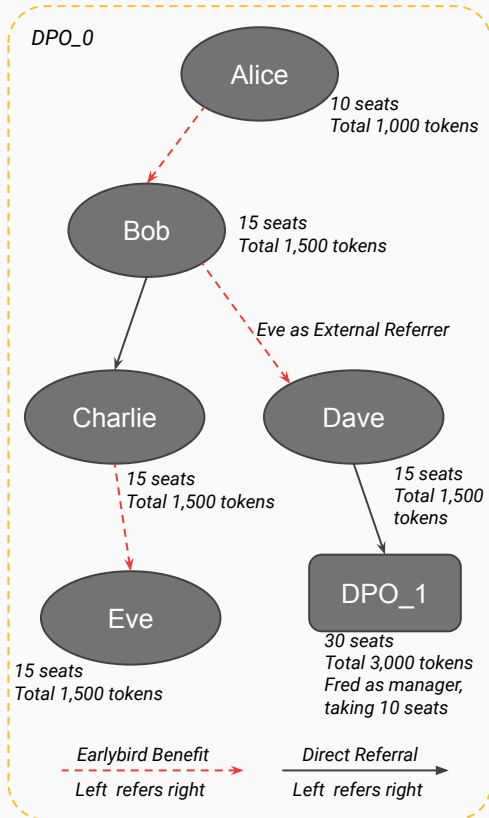 DPO_0
Alice
10 seats
Total 1,000 tokens
Bob
15 seats
Total 1,500 tokens
Eve as External Referrer
Charlie
Dave
15 seats
Total 1,500 tokens
15 seats
Total 1,500
tokens
Eve
15 seats
Total 1,500 tokens
DPO_1
30 seats
Total 3,000 tokens
Fred as manager,
taking 10 seats
Earlybird Benefit
Left refers right
Direct Referral
Left refers right